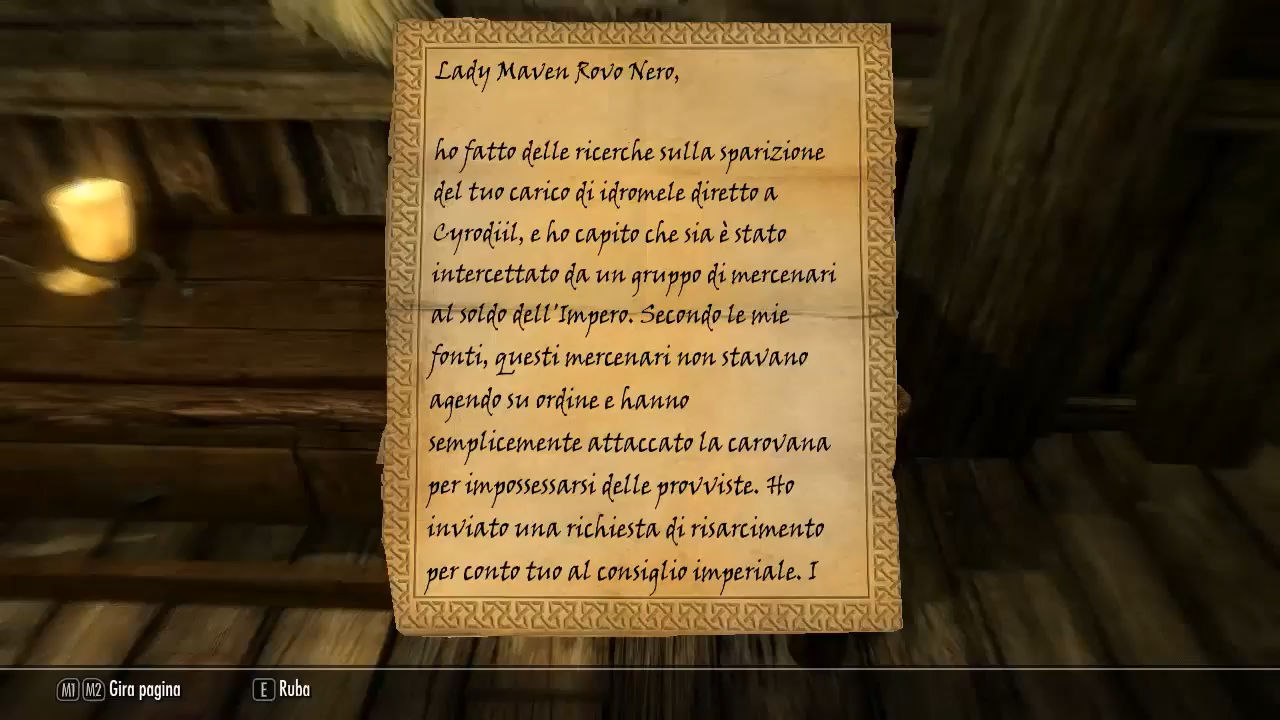 Lady Maven Rovo Nero,
ho fatto delle ricerche sulla sparizione
del tuo carico di idromele diretto a
Cyrodiil, e ho capito che sia è stato
intercettato da un gruppo di mercenari
al soldo dell'Impero. Secondo le mie
fonti, questi mercenari non stavano
agendo su ordine e hanno
semplicemente attaccato la carovana
per impossessarsi delle provviste. Ho
inviato una richiesta di risarcimento
per conto tuo al consiglio imperiale. I
M1 M2 Gira pagina
E Ruba